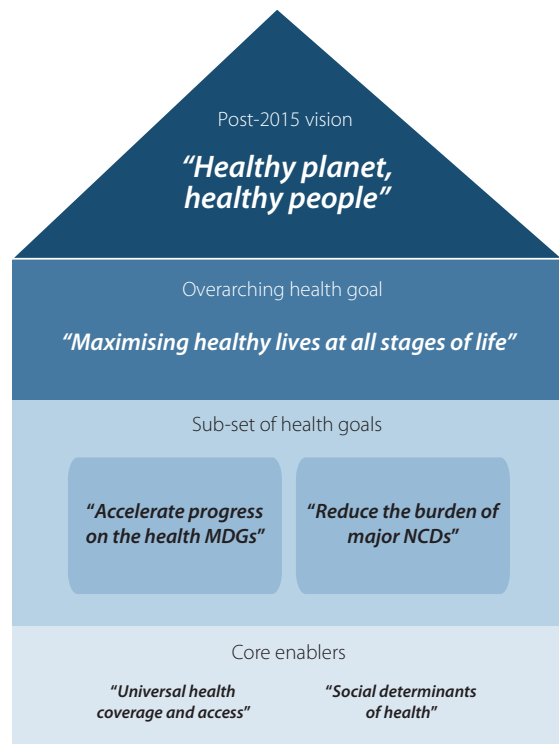 Post-2015 vision
“Healthy planet,
healthy people”
Overarching health goal
“Maximising healthy lives at all stages of life”
Sub-set of health goals
“Accelerate progress
on the health MDGs”
“Reduce the burden of
major NCDs”
Core enablers
“Universal health
coverage and access”
“Social determinants
of health”